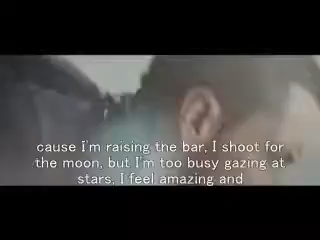 cause I'm raising the bar, I shoot for
the moon, but I'm too busy gazing at
stars, I feel amazing and